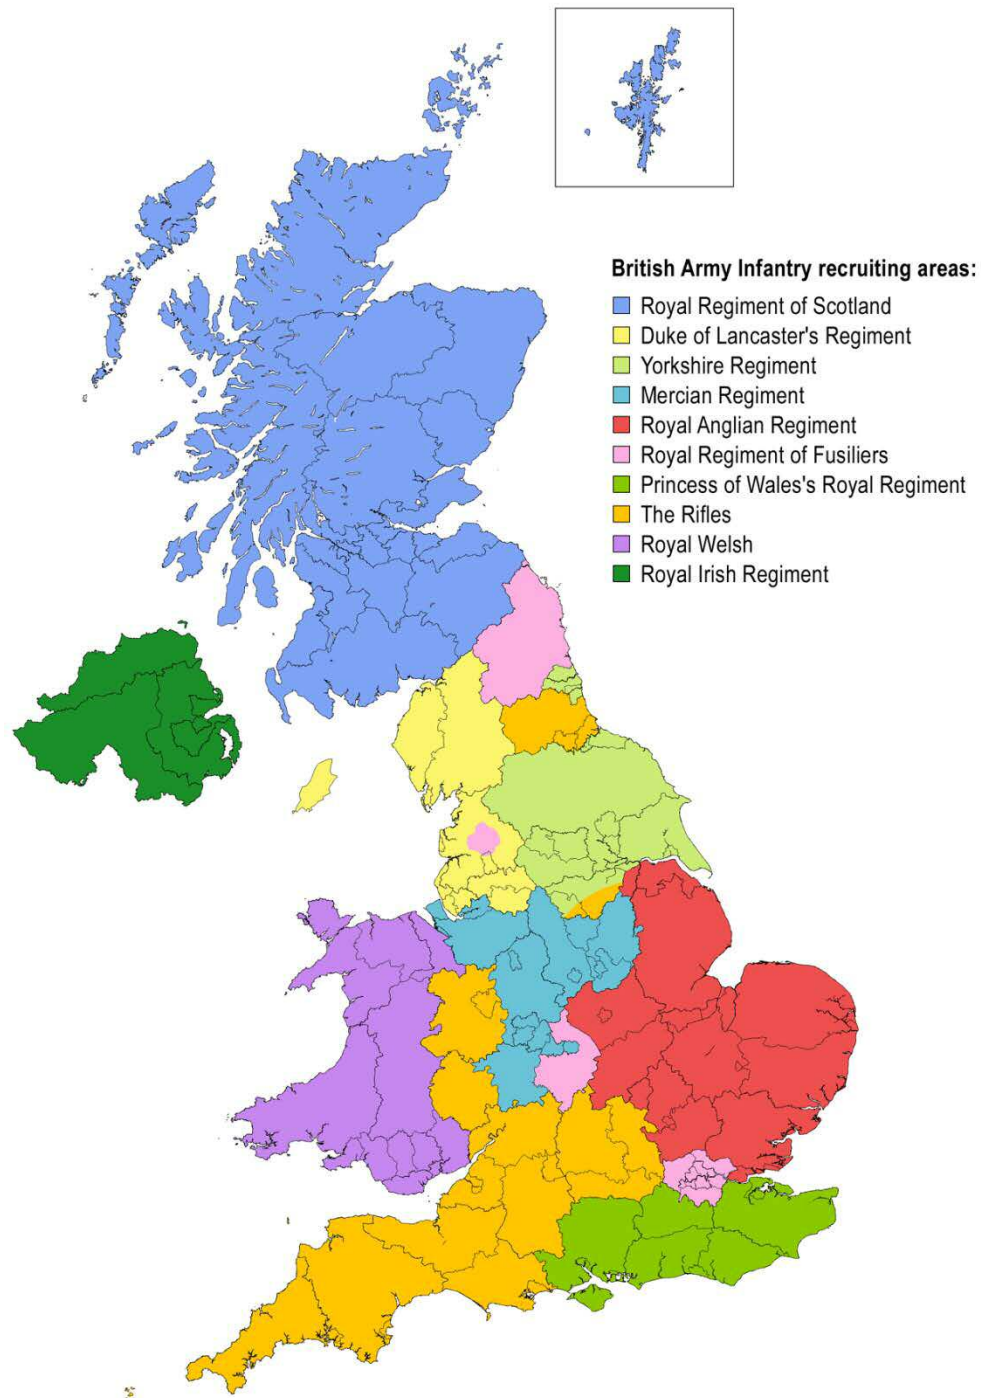 British Army Infantry recruiting areas:
Royal Regiment of Scotland
Duke of Lancaster's Regiment
Yorkshire Regiment
Mercian Regiment
Royal Anglian Regiment
Royal Regiment of Fusiliers
Princess of Wales's Royal Regiment
The Rifles
Royal Welsh
Royal Irish Regiment